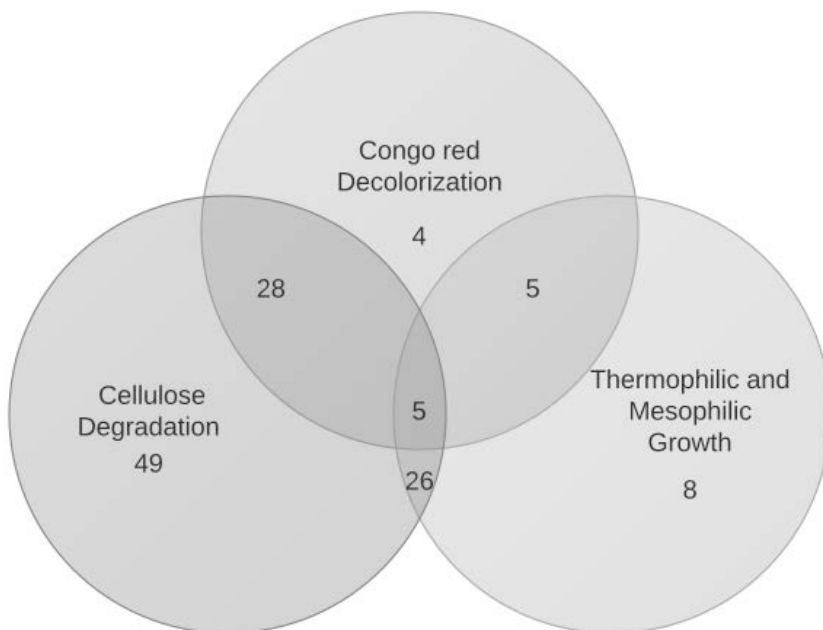 Congo red
Decolorization
4
28
5
Cellulose
Degradation
49
5
26
Thermophilic and
Mesophilic
Growth
8